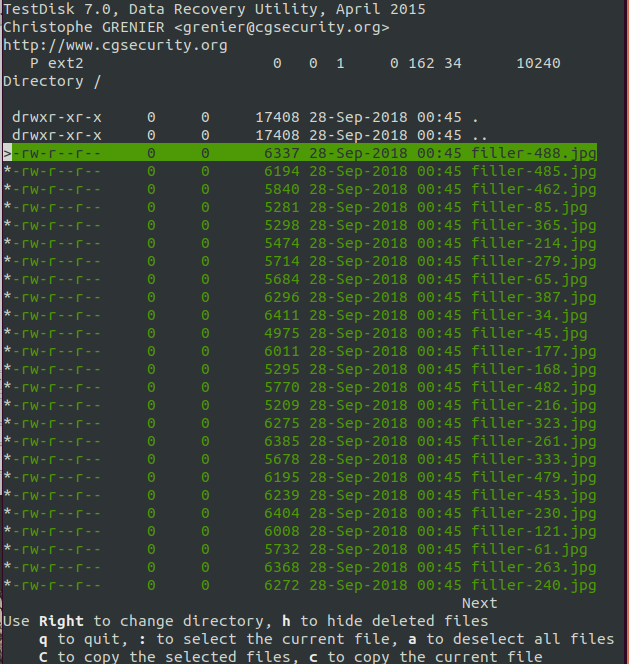 TestDisk 7.0, Data Recovery Utility, April 2015
Christophe GRENIER <grenier@cgsecurity.org>
http://www.cgsecurity.org
   P ext2                     0   0  1     0 162 34      10240
Directory /

 drwxr-xr-x     0     0     17408 28-Sep-2018 00:45 .
 drwxr-xr-x     0     0     17408 28-Sep-2018 00:45 ..
>-rw-r--r--     0     0      6337 28-Sep-2018 00:45 filler-488.jpg
*-rw-r--r--     0     0      6194 28-Sep-2018 00:45 filler-485.jpg
*-rw-r--r--     0     0      5840 28-Sep-2018 00:45 filler-462.jpg
*-rw-r--r--     0     0      5281 28-Sep-2018 00:45 filler-85.jpg
*-rw-r--r--     0     0      5298 28-Sep-2018 00:45 filler-365.jpg
*-rw-r--r--     0     0      5474 28-Sep-2018 00:45 filler-214.jpg
*-rw-r--r--     0     0      5714 28-Sep-2018 00:45 filler-279.jpg
*-rw-r--r--     0     0      5684 28-Sep-2018 00:45 filler-65.jpg
*-rw-r--r--     0     0      6296 28-Sep-2018 00:45 filler-387.jpg
*-rw-r--r--     0     0      6411 28-Sep-2018 00:45 filler-34.jpg
*-rw-r--r--     0     0      4975 28-Sep-2018 00:45 filler-45.jpg
*-rw-r--r--     0     0      6011 28-Sep-2018 00:45 filler-177.jpg
*-rw-r--r--     0     0      5295 28-Sep-2018 00:45 filler-168.jpg
*-rw-r--r--     0     0      5770 28-Sep-2018 00:45 filler-482.jpg
*-rw-r--r--     0     0      5209 28-Sep-2018 00:45 filler-216.jpg
*-rw-r--r--     0     0      6275 28-Sep-2018 00:45 filler-323.jpg
*-rw-r--r--     0     0      6385 28-Sep-2018 00:45 filler-261.jpg
*-rw-r--r--     0     0      5678 28-Sep-2018 00:45 filler-333.jpg
*-rw-r--r--     0     0      6195 28-Sep-2018 00:45 filler-479.jpg
*-rw-r--r--     0     0      6239 28-Sep-2018 00:45 filler-453.jpg
*-rw-r--r--     0     0      6404 28-Sep-2018 00:45 filler-230.jpg
*-rw-r--r--     0     0      6008 28-Sep-2018 00:45 filler-121.jpg
*-rw-r--r--     0     0      5732 28-Sep-2018 00:45 filler-61.jpg
*-rw-r--r--     0     0      6368 28-Sep-2018 00:45 filler-263.jpg
*-rw-r--r--     0     0      6272 28-Sep-2018 00:45 filler-240.jpg
                                                   Next
Use Right to change directory, h to hide deleted files
    q to quit, : to select the current file, a to deselect all files
    C to copy the selected files, c to copy the current file